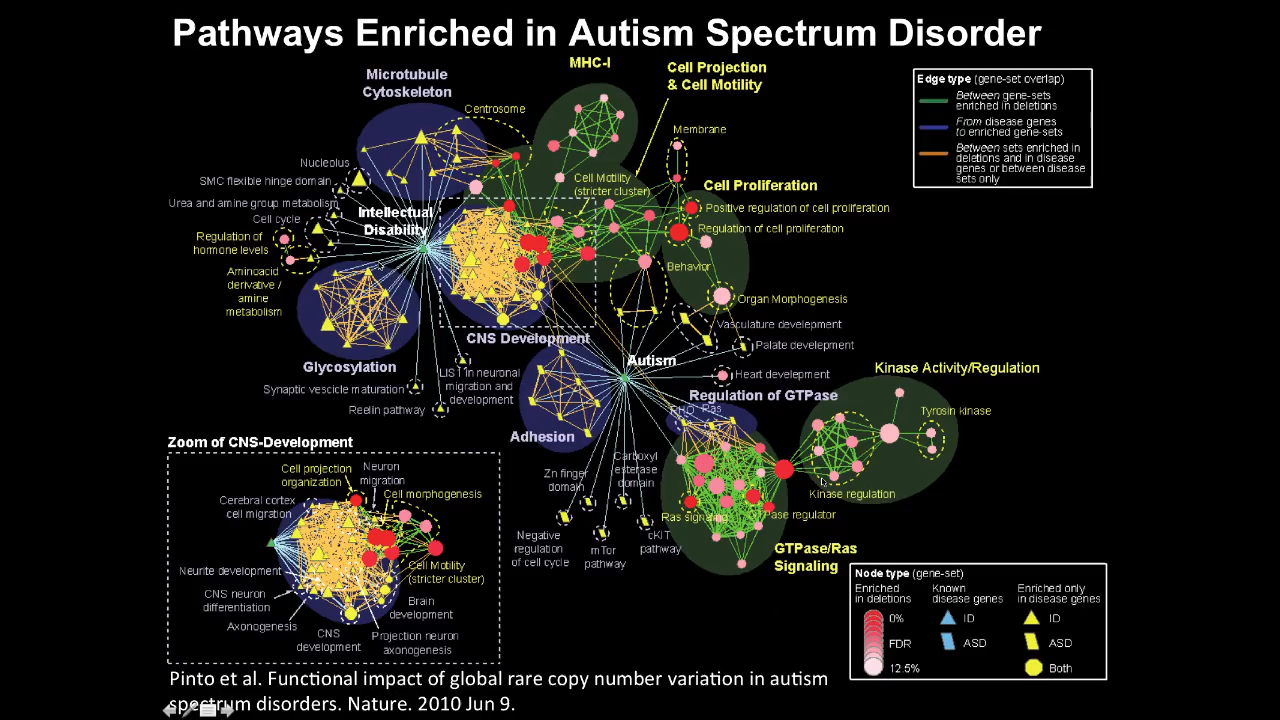 Pathways Enriched in Autism Spectrum Disorder
MHC-I
Cell Projection
& Cell Motility
Microtubule
Cytoskeleton
Centrosome
Membrane
Edge type (gene-set overlap)
Between gene-sets
enriched in deletions
From disease genes
to enriched gene-sets
Between sets enriched in
deletions and in disease
genes or between disease
sets only
Nucleolus
SMC flexible hinge domain
Urea and amine group metabolism
Cell cycle
Regulation of
hormone levels
Aminoacid
derivative /
amine
metabolism
Intellectual
Disability
Cell Motility
(stricter cluster)
Cell Proliferation
Positive regulation of cell proliferation
Regulation of cell proliferation
Behavior
Organ Morphogenesis
Vasculature development
Palate development
Heart development
CNS Development
Autism
Glycosylation
Synaptic vescicle maturation
Reelin pathway
LIS1 in neuronal
migration and
development
Adhesion
Regulation of GTPase
RHO
Ras
Kinase Activity/Regulation
Tyrosin kinase
Kinase regulation
Zn finger
domain
Carboxyl
esterase
domain
Ras signaling
GTPase regulator
GTPase/Ras
Signaling
Negative
regulation
of cell cycle
mTor
pathway
cKIT
pathway
Zoom of CNS-Development
Cell projection
organization
Neuron
migration
Cell morphogenesis
Cerebral cortex
cell migration
Neurite development
CNS neuron
differentiation
Axonogenesis
CNS
development
Cell Motility
(stricter cluster)
Brain
development
Projection neuron
axonogenesis
Node type (gene-set)
Enriched
in deletions
Known
disease genes
Enriched only
in disease genes
0%
FDR
12.5%
ID
ASD
ID
ASD
Both
Pinto et al. Functional impact of global rare copy number variation in autism
spectrum disorders. Nature. 2010 Jun 9.